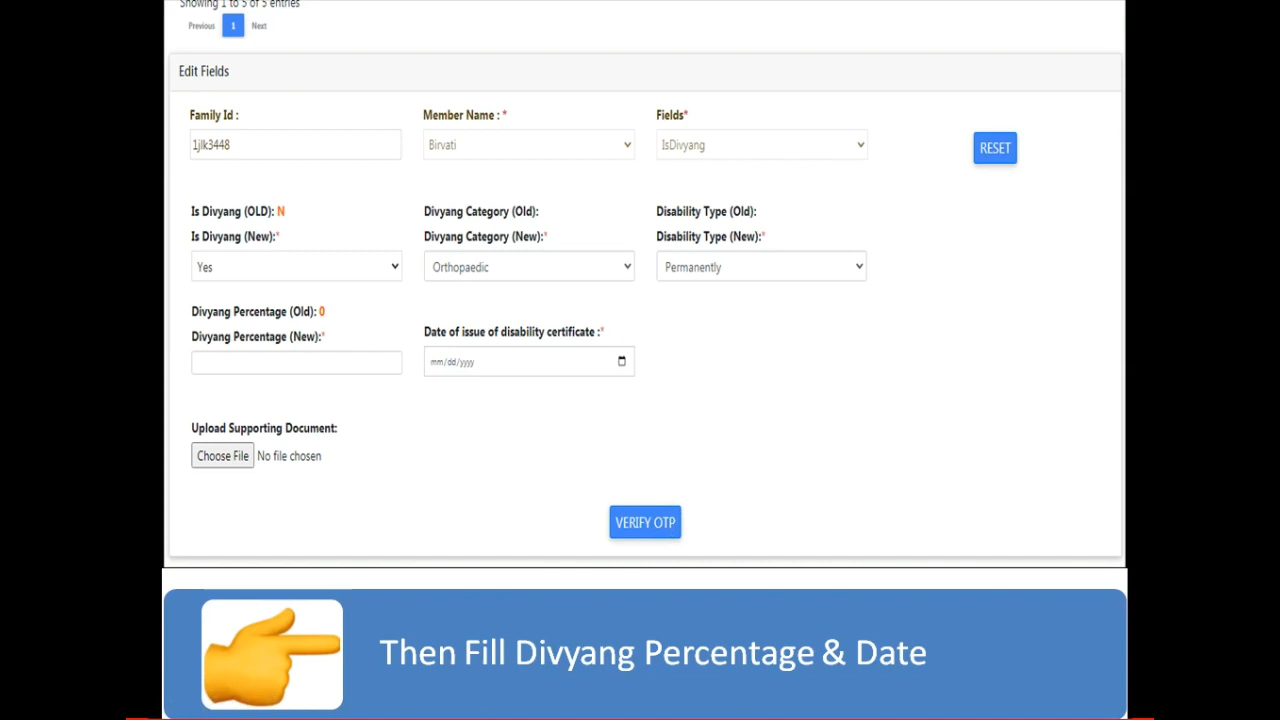 Showing 1 to 5 of 5 entries
Previous 1 Next
Edit Fields
Family Id : Member Name : * Fields*
1jlk3448 Birvati IsDivyang RESET
Is Divyang (OLD): N Divyang Category (Old): Disability Type (Old):
Is Divyang (New):* Divyang Category (New):* Disability Type (New):*
Yes Orthopaedic Permanently
Divyang Percentage (Old): 0
Divyang Percentage (New):* Date of issue of disability certificate :*
mm/dd/yyyy
Upload Supporting Document:
Choose File No file chosen
VERIFY OTP
Then Fill Divyang Percentage & Date